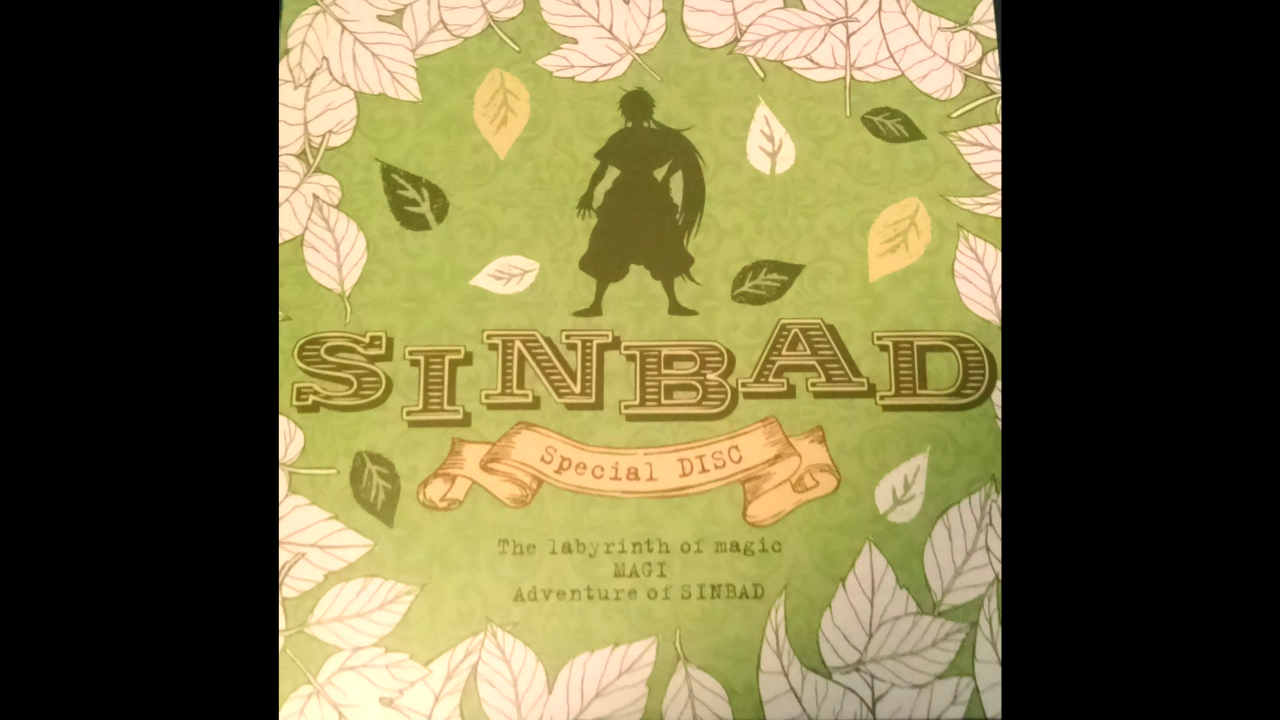 SINBAD
Special DISC
The labyrinth of magic
MAGI
Adventure of SINBAD